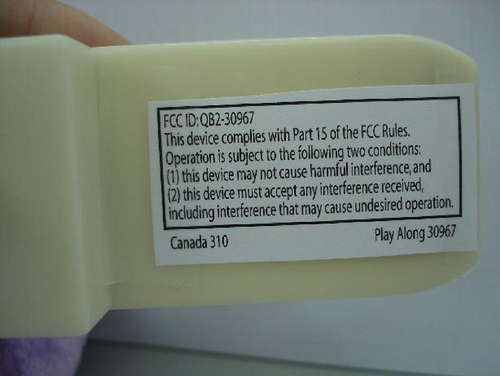 FCC ID: QB2-30967
This device complies with Part 15 of the FCC Rules.
Operation is subject to the following two conditions:
(1) this device may not cause harmful interference, and
(2) this device must accept any interference received,
including interference that may cause undesired operation.
Canada 310 Play Along 30967